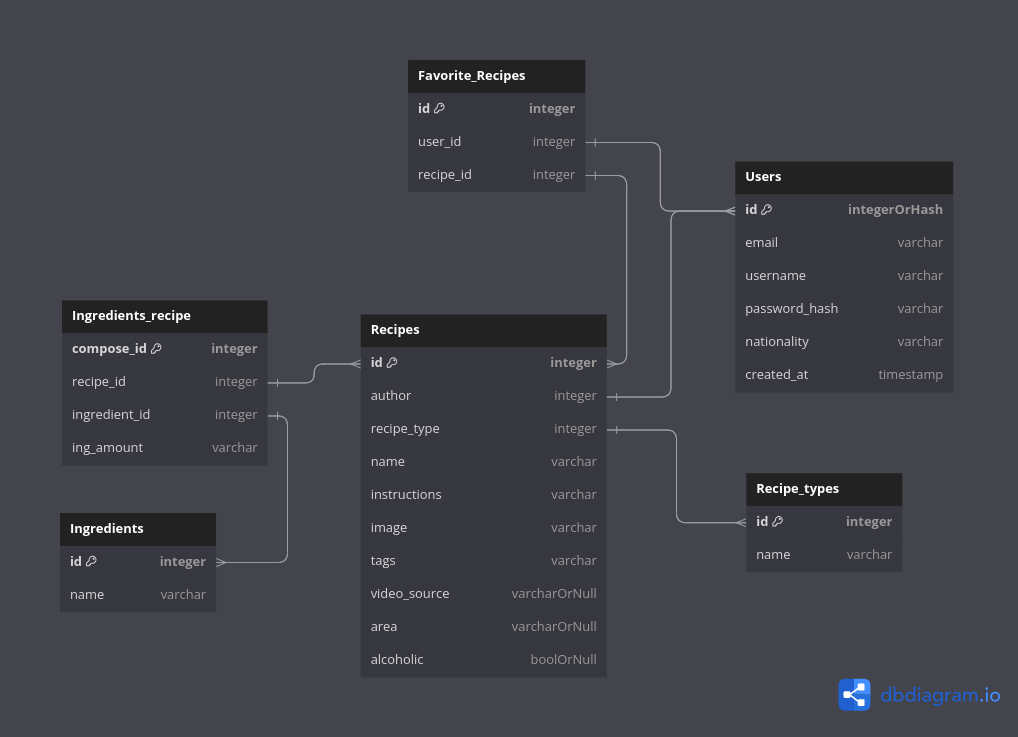 Favorite_Recipes
id integer
user_id integer
recipe_id integer
Users
id integerOrHash
email varchar
username varchar
password_hash varchar
nationality varchar
created_at timestamp
Ingredients_recipe
compose_id integer
recipe_id integer
ingredient_id integer
ing_amount varchar
Recipes
id integer
author integer
recipe_type integer
name varchar
instructions varchar
image varchar
tags varchar
video_source varcharOrNull
area varcharOrNull
alcoholic boolOrNull
Recipe_types
id integer
name varchar
Ingredients
id integer
name varchar
dbdiagram.io